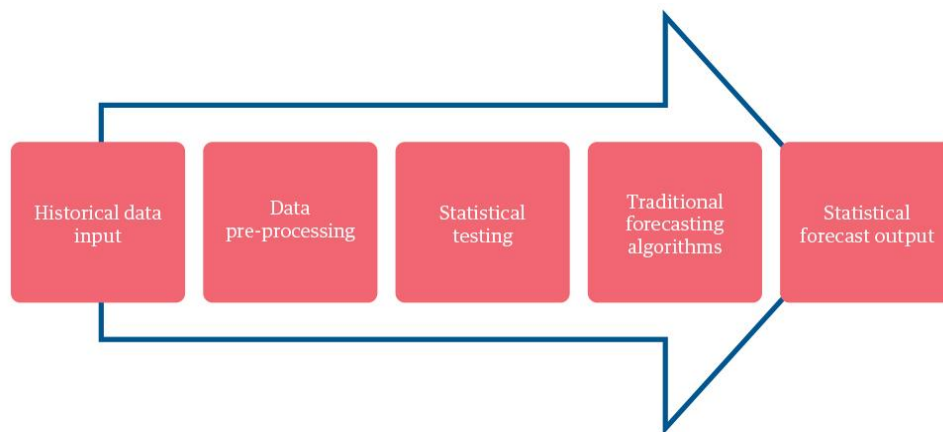 Historical data
input
Data
pre-processing
Statistical
testing
Traditional
forecasting
algorithms
Statistical
forecast output